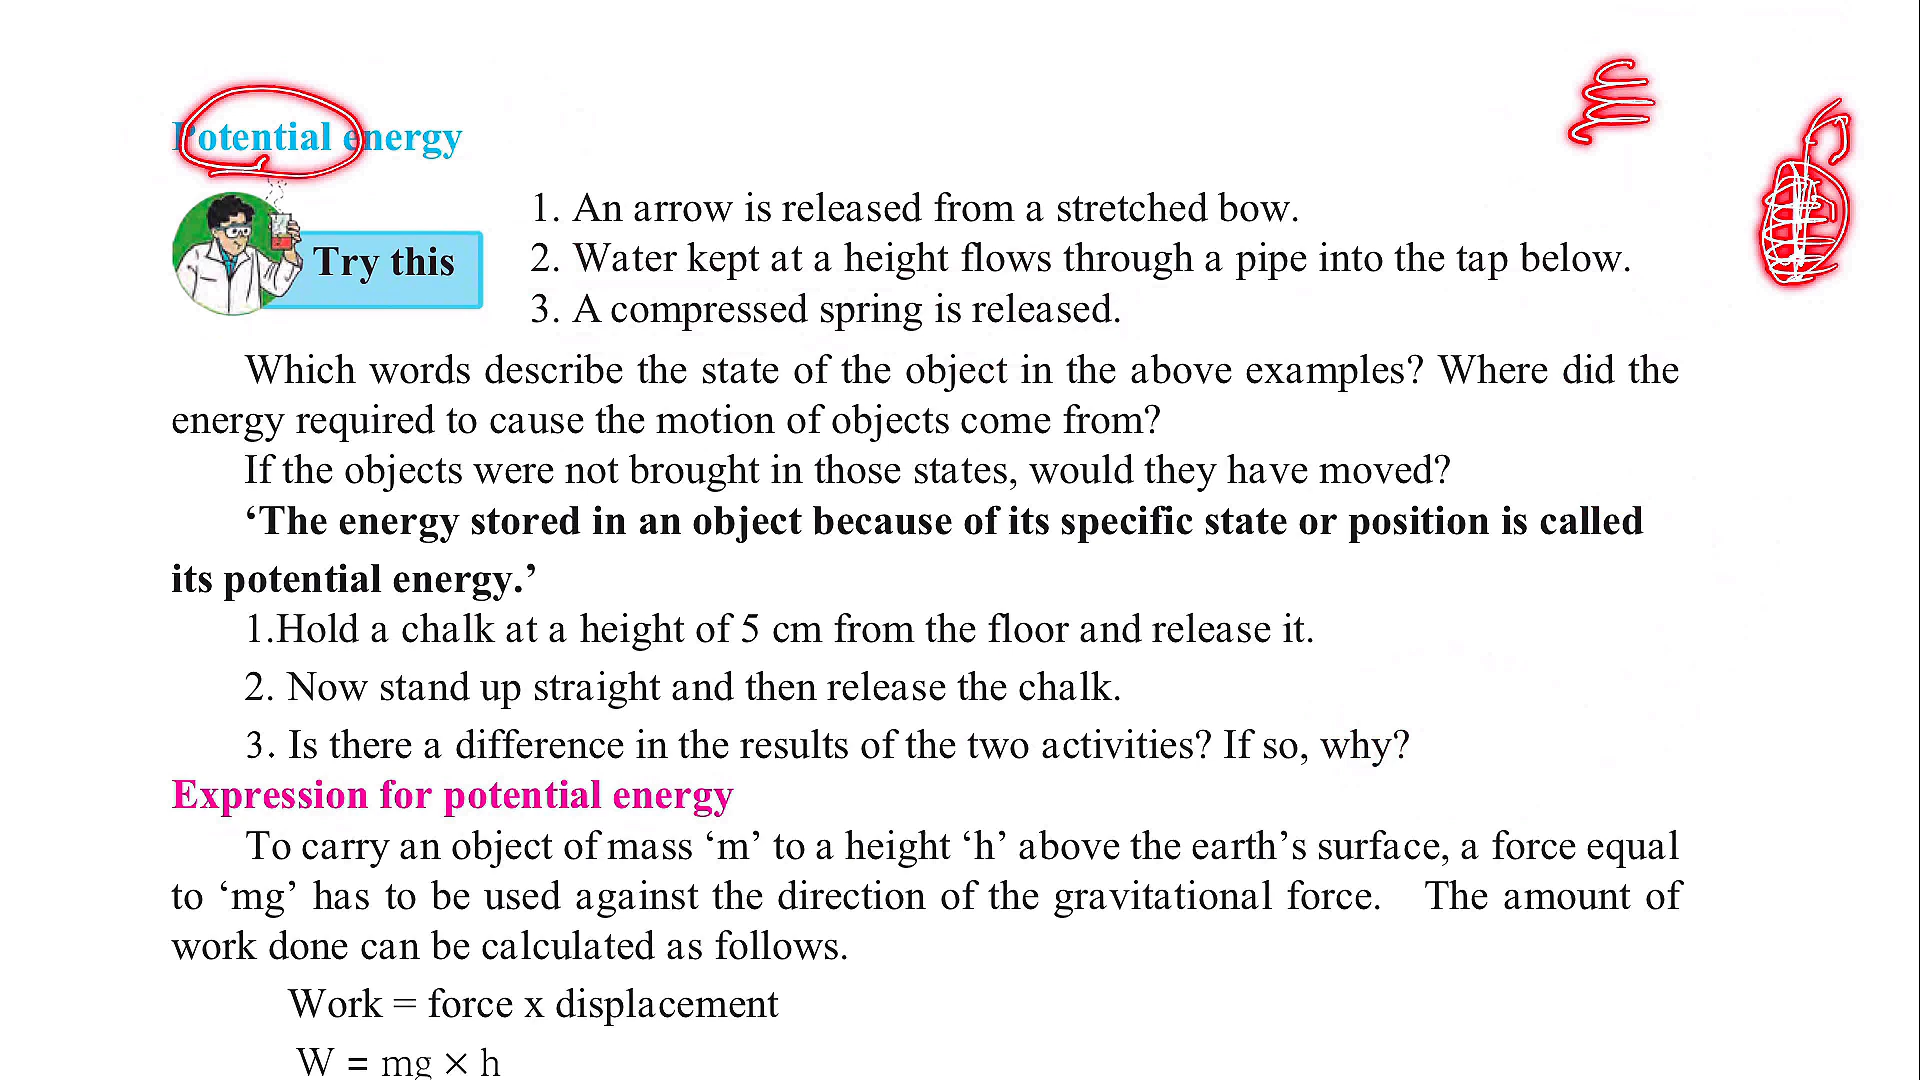 Potential energy
Try this
1. An arrow is released from a stretched bow.
2. Water kept at a height flows through a pipe into the tap below.
3. A compressed spring is released.
Which words describe the state of the object in the above examples? Where did the
energy required to cause the motion of objects come from?
If the objects were not brought in those states, would they have moved?
‘The energy stored in an object because of its specific state or position is called
its potential energy.’
1.Hold a chalk at a height of 5 cm from the floor and release it.
2. Now stand up straight and then release the chalk.
3. Is there a difference in the results of the two activities? If so, why?
Expression for potential energy
To carry an object of mass ‘m’ to a height ‘h’ above the earth’s surface, a force equal
to ‘mg’ has to be used against the direction of the gravitational force. The amount of
work done can be calculated as follows.
Work = force x displacement
W = mg × h